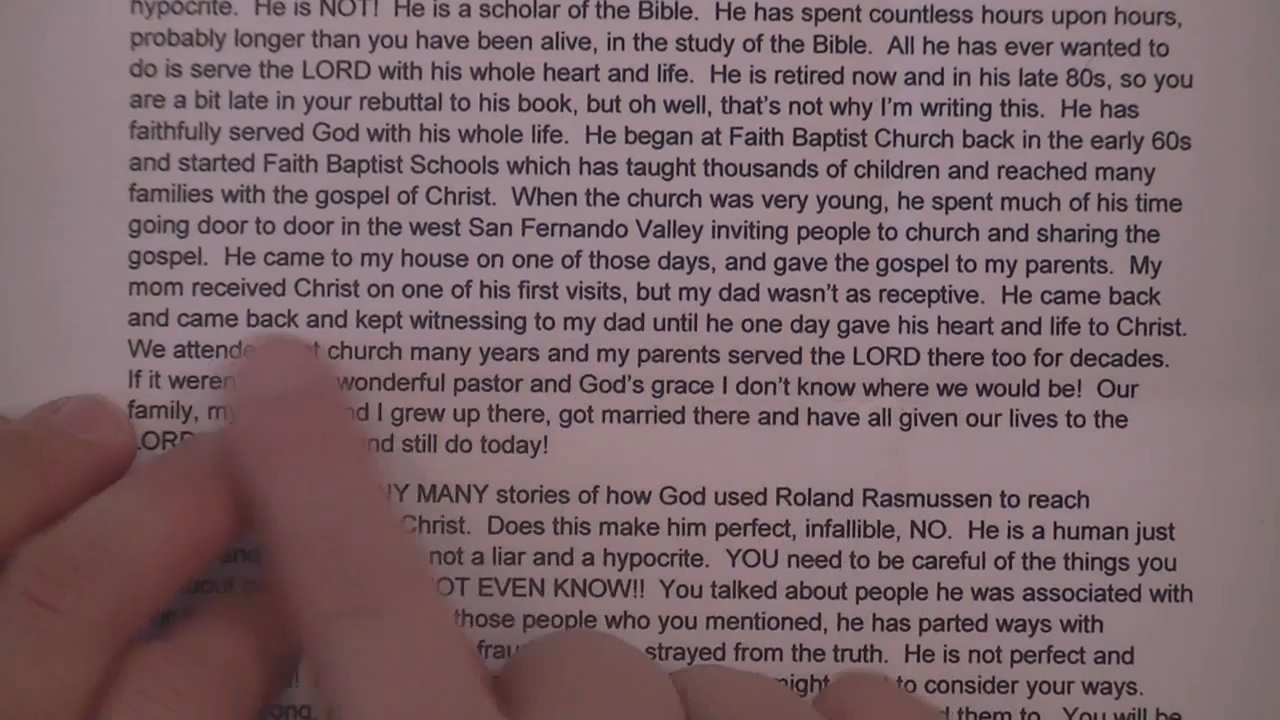 hypocrite. He is NOT! He is a scholar of the Bible. He has spent countless hours upon hours,
probably longer than you have been alive, in the study of the Bible. All he has ever wanted to
do is serve the LORD with his whole heart and life. He is retired now and in his late 80s, so you
are a bit late in your rebuttal to his book, but oh well, that's not why I'm writing this. He has
faithfully served God with his whole life. He began at Faith Baptist Church back in the early 60s
and started Faith Baptist Schools which has taught thousands of children and reached many
families with the gospel of Christ. When the church was very young, he spent much of his time
going door to door in the west San Fernando Valley inviting people to church and sharing the
gospel. He came to my house on one of those days, and gave the gospel to my parents. My
mom received Christ on one of his first visits, but my dad wasn't as receptive. He came back
and came back and kept witnessing to my dad until he one day gave his heart and life to Christ.
We church many years and my parents served the LORD there too for decades.
If it wonderful pastor and God's grace I don't know where we would be! Our
family, I grew up there, got married there and have all given our lives to the
LORD still do today!
MANY stories of how God used Roland Rasmussen to reach
Christ. Does this make him perfect, infallible, NO. He is a human just
not a liar and a hypocrite. YOU need to be careful of the things you
EVEN KNOW!! You talked about people he was associated with
those people who you mentioned, he has parted ways with
strayed from the truth. He is not perfect and
to consider your ways.
them to. You will be